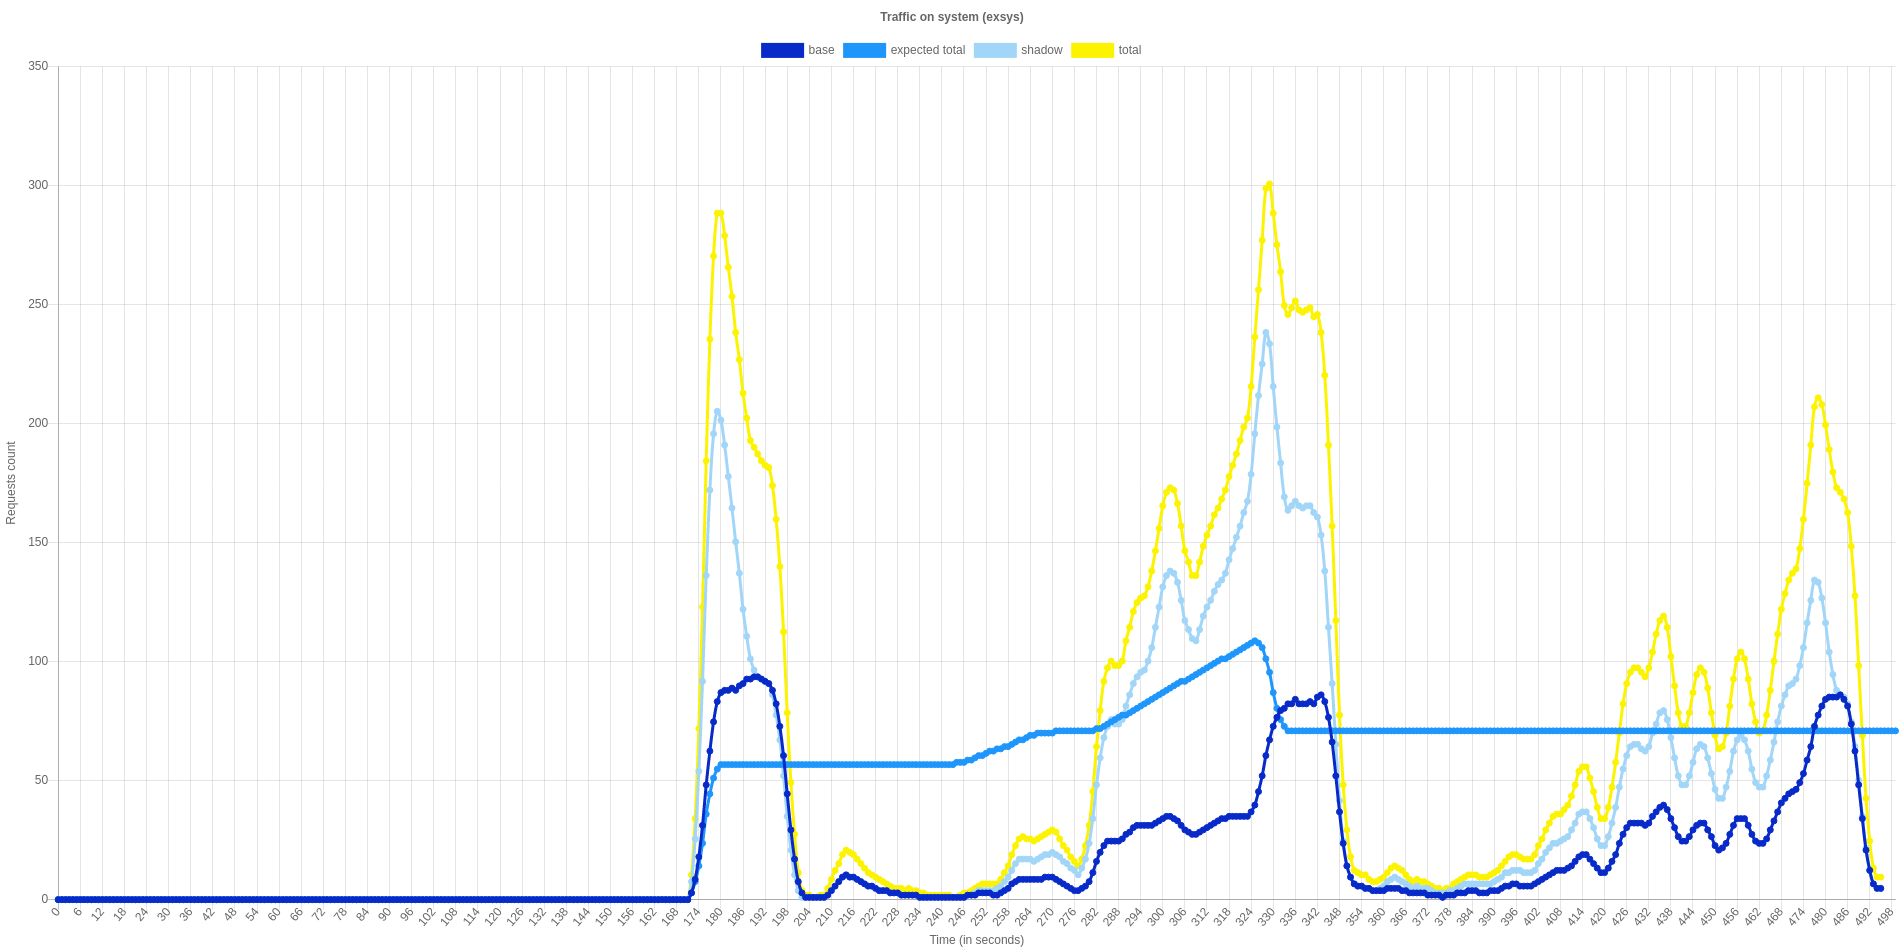 Traffic on system (exsys)
base expected total shadow total
350
300
250
200
150
100
50
0
Requests count
0 6 12 18 24 30 36 42 48 54 60 66 72 78 84 90 96 102 108 114 120 126 132 138 144 150 156 162 168 174 180 186 192 198 204 210 216 222 228 234 240 246 252 258 264 270 276 282 288 294 300 306 312 318 324 330 336 342 348 354 360 366 372 378 384 390 396 402 408 414 420 426 432 438 444 450 456 462 468 474 480 486 492 498
Time (in seconds)